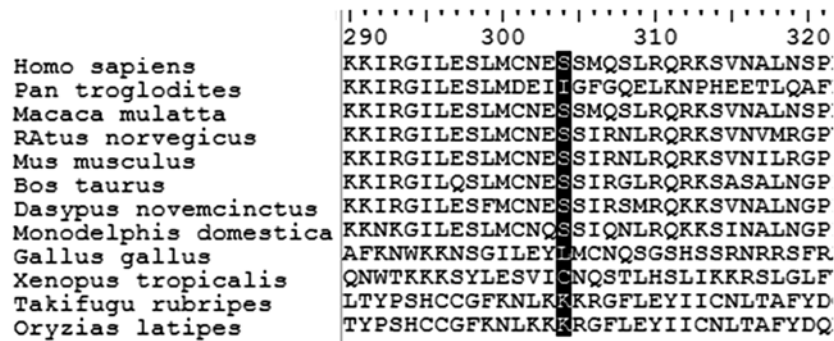 290 300 310 320
Homo sapiens KKIRGILESLMCNESSMQSLRQRKSVNALNSP
Pan troglodites KKIRGILESLMDEIIGFGQELKNPHEETLQAF
Macaca mulatta KKIRGILESLMCNESSMQSLRQRKSVNALNSP
RAtus norvegicus KKIRGILESLMCNESSIRNLRQRKSVNVMRGP
Mus musculus KKIRGILESLMCNESSIRNLRQRKSVNILRGP
Bos taurus KKIRGILQSLMCNESSIRGLRQRKSASALNGP
Dasypus novemcinctus KKIRGILESFMCNESSIRSMRQKKSVNALNGP
Monodelphis domestica KKNKGILESLMCNQSSIQNLRQKKSINALNGP
Gallus gallus AFKNWKKNSGILEYLMCNQSGSHSSRNRRSFR
Xenopus tropicalis QNWTKKKSYLESVICNQSTLHSLIKKRSLGLF
Takifugu rubripes LTYPSHCCGFKNLKKKRGFLEYIICNLTAFYD
Oryzias latipes TYPSHCCGFKNLKKKRGFLEYIICNLTAFYDQ